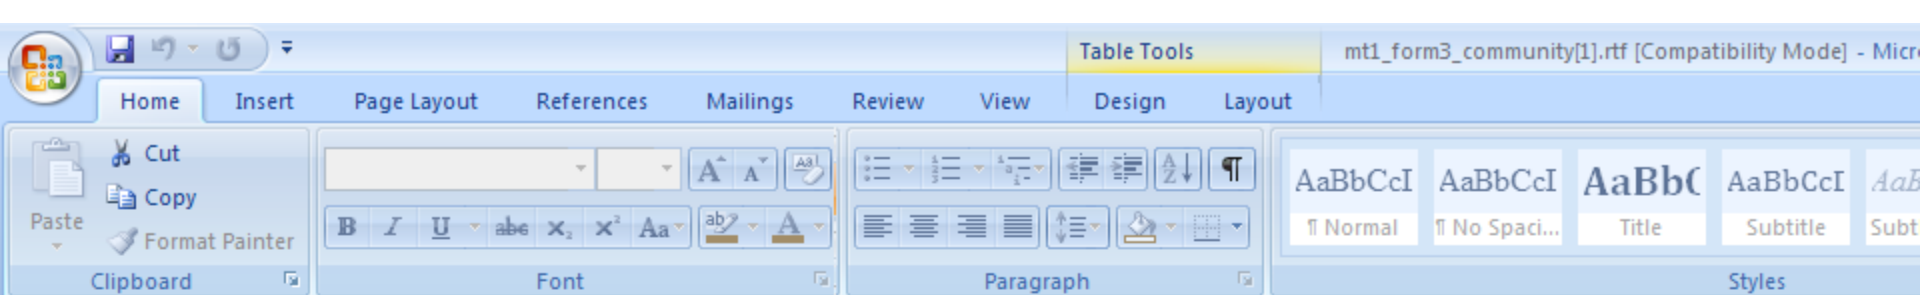 Table Tools mt1_form3_community[1].rtf [Compatibility Mode] - Micr
Home Insert Page Layout References Mailings Review View Design Layout
Cut
Copy
Paste
Format Painter
Clipboard
Font
Paragraph
AaBbCcI AaBbCcI AaBb( AaBbCcI AaB
¶ Normal ¶ No Spaci... Title Subtitle Subt
Styles